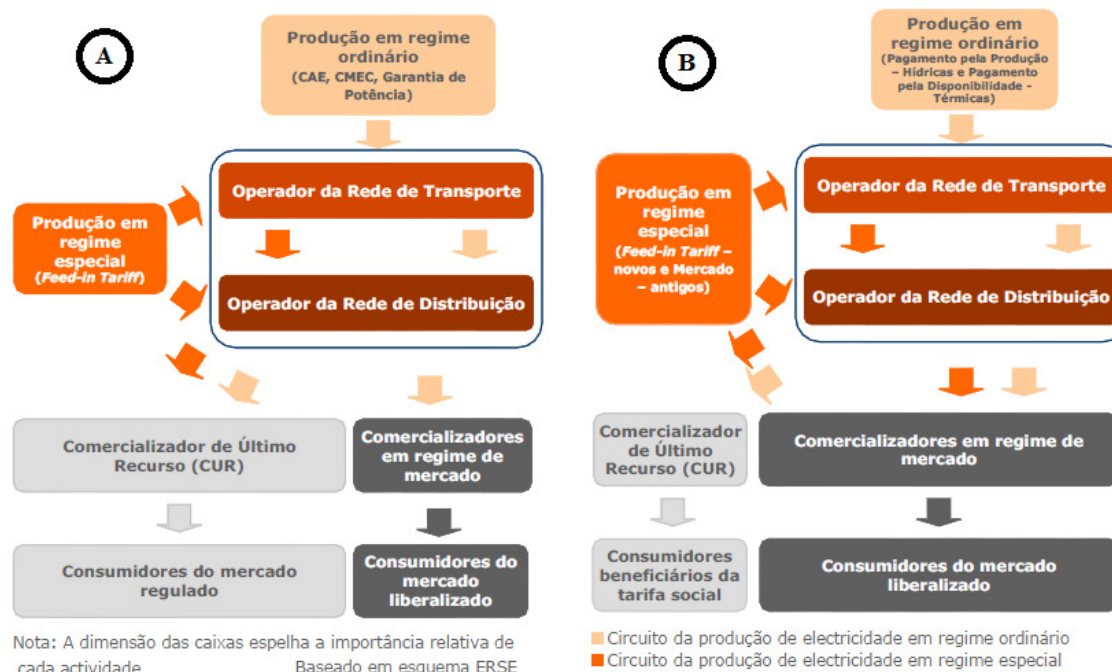 A
Produção em regime
ordinário
(CAE, CMEC, Garantia de
Potência)
Operador da Rede de Transporte
Produção em
regime
especial
(Feed-in Tariff)
Operador da Rede de Distribuição
Comercializador de Último
Recurso (CUR)
Comercializadores
em regime de
mercado
Consumidores do mercado
regulado
Consumidores do
mercado
liberalizado
Nota: A dimensão das caixas espelha a importância relativa de
cada actividade
Baseado em esquema ERSE
B
Produção em
regime ordinário
(Pagamento pela Produção
– Hídricas e Pagamento
pela Disponibilidade -
Térmicas)
Operador da Rede de Transporte
Produção em
regime
especial
(Feed-in Tariff –
novos e Mercado
– antigos)
Operador da Rede de Distribuição
Comercializador
de Último
Recurso (CUR)
Comercializadores em regime de
mercado
Consumidores
beneficiários da
tarifa social
Consumidores do mercado
liberalizado
Circuito da produção de electricidade em regime ordinário
Circuito da produção de electricidade em regime especial